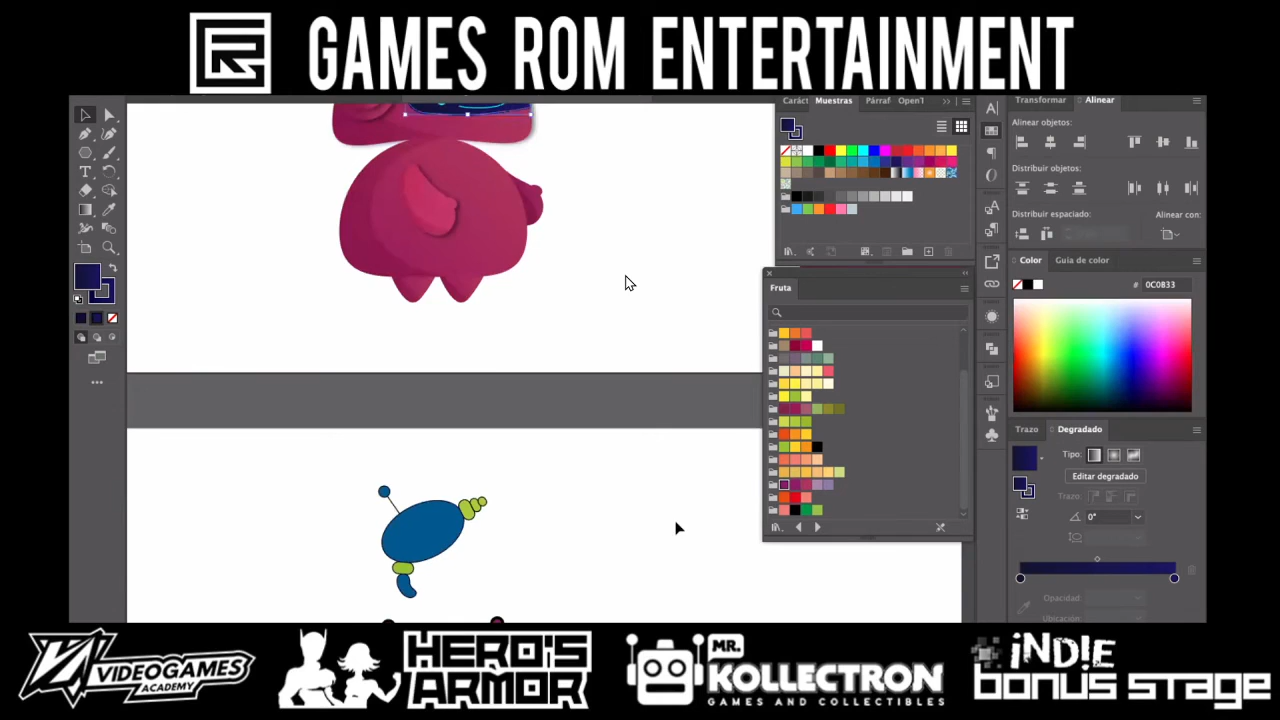 GAMES ROM ENTERTAINMENT
Carác
Muestras
Párraf
OpenT
Transformar
Alinear
Alinear objetos:
Distribuir objetos:
Distribuir espaciado:
Alinear con:
Color
Guía de color
# 0C0B33
Fruta
Trazo
Degradado
Tipo:
Editar degradado
Trazo:
0°
Opacidad:
Ubicación:
VIDEOGAMES
ACADEMY
HERO'S
ARMOR
MR.
KOLLECTRON
GAMES AND COLLECTIBLES
INDIE
BONUS STAGE